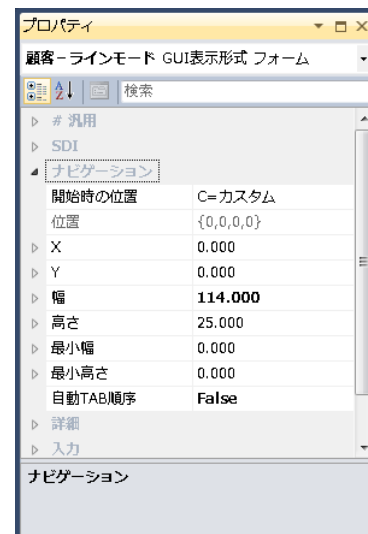 プロパティ
顧客 – ラインモード GUI表示形式 フォーム
検索
# 汎用
SDI
ナビゲーション
開始時の位置 C=カスタム
位置 {0,0,0,0}
X 0.000
Y 0.000
幅 114.000
高さ 25.000
最小幅 0.000
最小高さ 0.000
自動TAB順序 False
詳細
入力
ナビゲーション